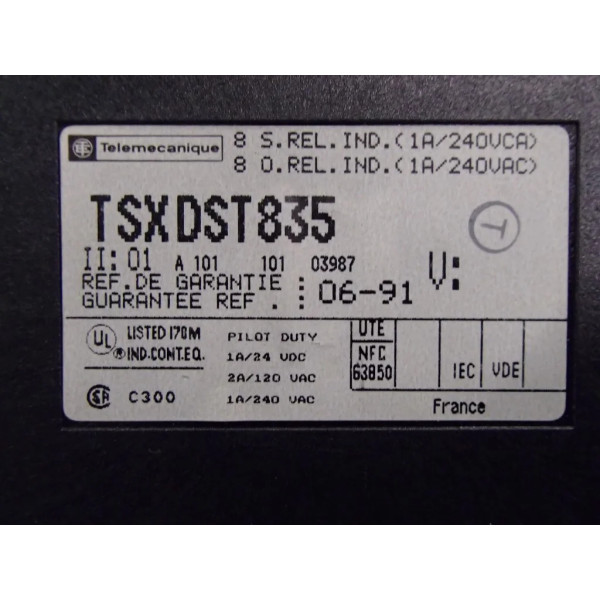 TE Telemecanique
8 S.REL.IND.(1A/240VCA)
8 O.REL.IND.(1A/240VAC)
TSXDST835
T
II: 01 A 101 101 03987 V:
REF.DE GARANTIE :
GUARANTEE REF . : 06-91
UL LISTED 170M
® IND.CONT.EQ.
PILOT DUTY
1A/24 VDC
2A/120 VAC
1A/240 VAC
SA C300
UTE
NFC
63850
IEC VDE
France